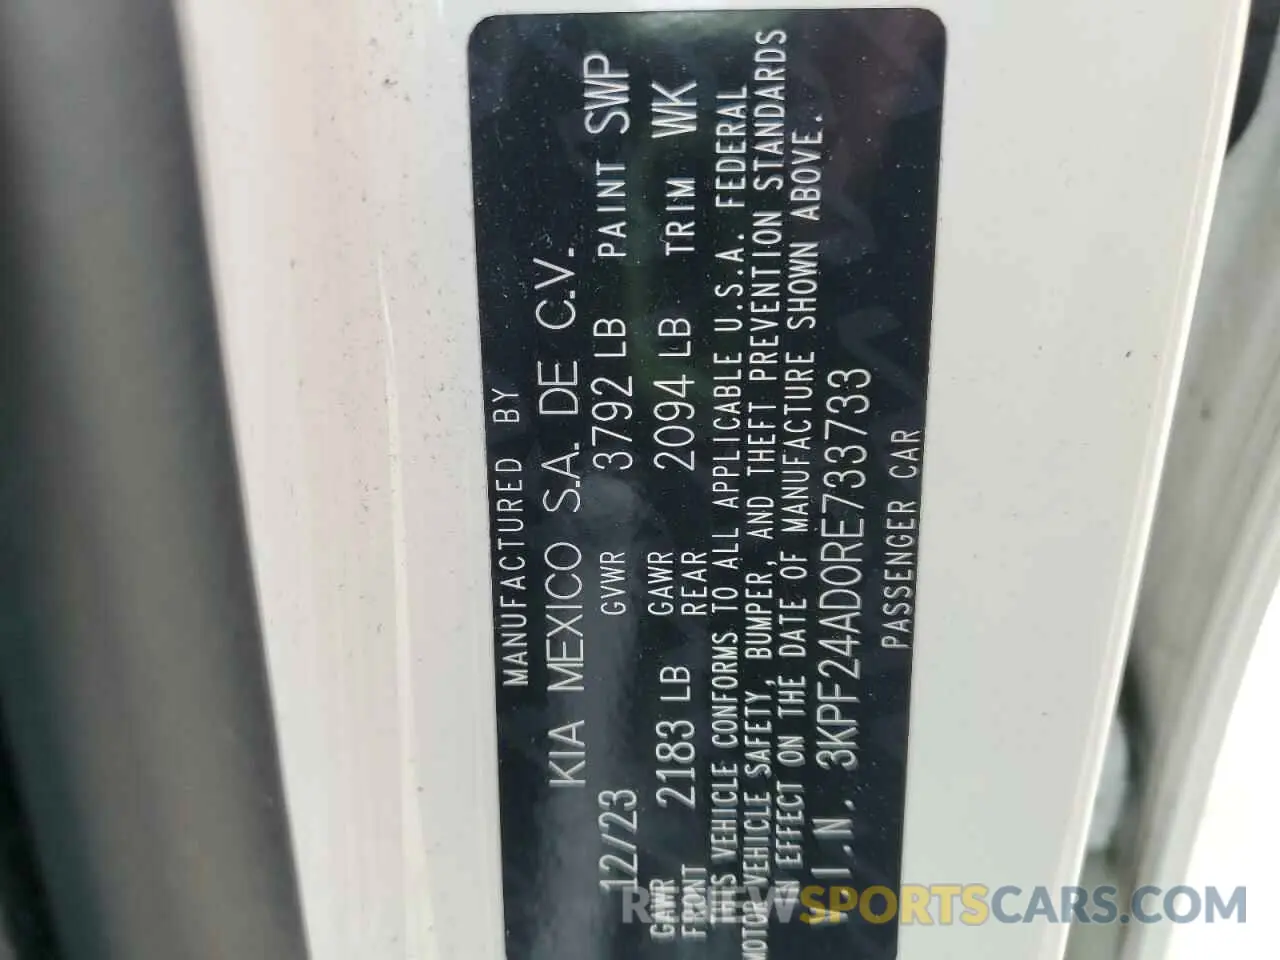 MANUFACTURED BY
KIA MEXICO S.A. DE C.V.
12/23 GVWR 3792 LB PAINT SWP
GAWR FRONT 2183 LB GAWR REAR 2094 LB TRIM WK
THIS VEHICLE CONFORMS TO ALL APPLICABLE U.S.A. FEDERAL
MOTOR VEHICLE SAFETY, BUMPER, AND THEFT PREVENTION STANDARDS
IN EFFECT ON THE DATE OF MANUFACTURE SHOWN ABOVE.
V.I.N. 3KPF24AD0RE733733
PASSENGER CAR
RENEWSPORTSCARS.COM